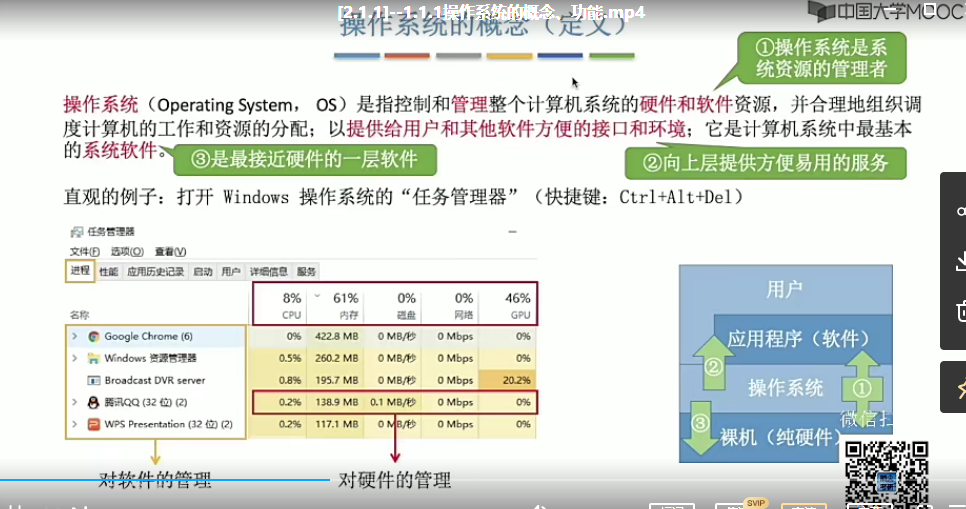 [2.1.1]--1.1.1操作系统的概念、功能.mp4
中国大学MOOC
操作系统的概念（定义）
①操作系统是系
统资源的管理者
操作系统（Operating System， OS）是指控制和管理整个计算机系统的硬件和软件资源，并合理地组织调
度计算机的工作和资源的分配；以提供给用户和其他软件方便的接口和环境；它是计算机系统中最基本
的系统软件。
③是最接近硬件的一层软件
②向上层提供方便易用的服务
直观的例子：打开 Windows 操作系统的“任务管理器”（快捷键：Ctrl+Alt+Del）
任务管理器
文件(F) 选项(O) 查看(V)
进程 性能 应用历史记录 启动 用户 详细信息 服务
8% 61% 0% 0% 46%
名称 CPU 内存 磁盘 网络 GPU
Google Chrome (6) 0% 422.8 MB 0 MB/秒 0 Mbps 0%
Windows 资源管理器 0.5% 260.2 MB 0 MB/秒 0 Mbps 0%
Broadcast DVR server 0.8% 195.7 MB 0 MB/秒 0 Mbps 20.2%
腾讯QQ (32 位) (2) 0.2% 138.9 MB 0.1 MB/秒 0 Mbps 0%
WPS Presentation (32 位) (2) 0.2% 117.1 MB 0 MB/秒 0 Mbps 0%
对软件的管理
对硬件的管理
用户
应用程序（软件）
②
操作系统
①
微信扫
③
裸机（纯硬件）
SVIP